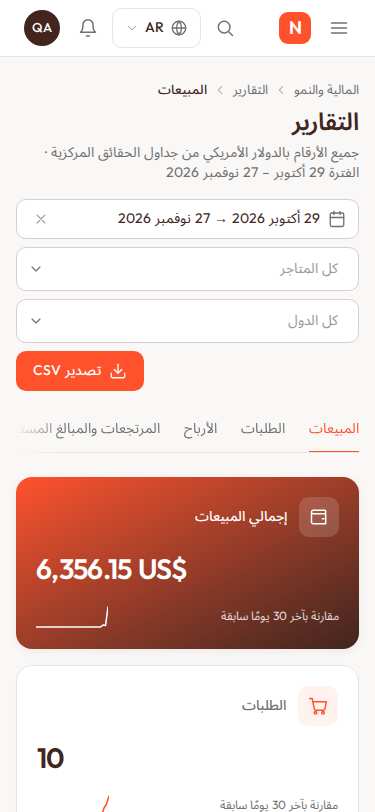 N
AR
QA
المالية والنمو
التقارير
المبيعات
التقارير
جميع الأرقام بالدولار الأمريكي من جداول الحقائق المركزية ·
الفترة 29 أكتوبر – 27 نوفمبر 2026
29 أكتوبر 2026 → 27 نوفمبر 2026
كل المتاجر
كل الدول
تصدير CSV
المبيعات
الطلبات
الأرباح
المرتجعات والمبالغ
إجمالي المبيعات
6,356.15 US$
مقارنة بآخر 30 يومًا سابقة
الطلبات
10
مقارنة بآخر 30 يومًا سابقة